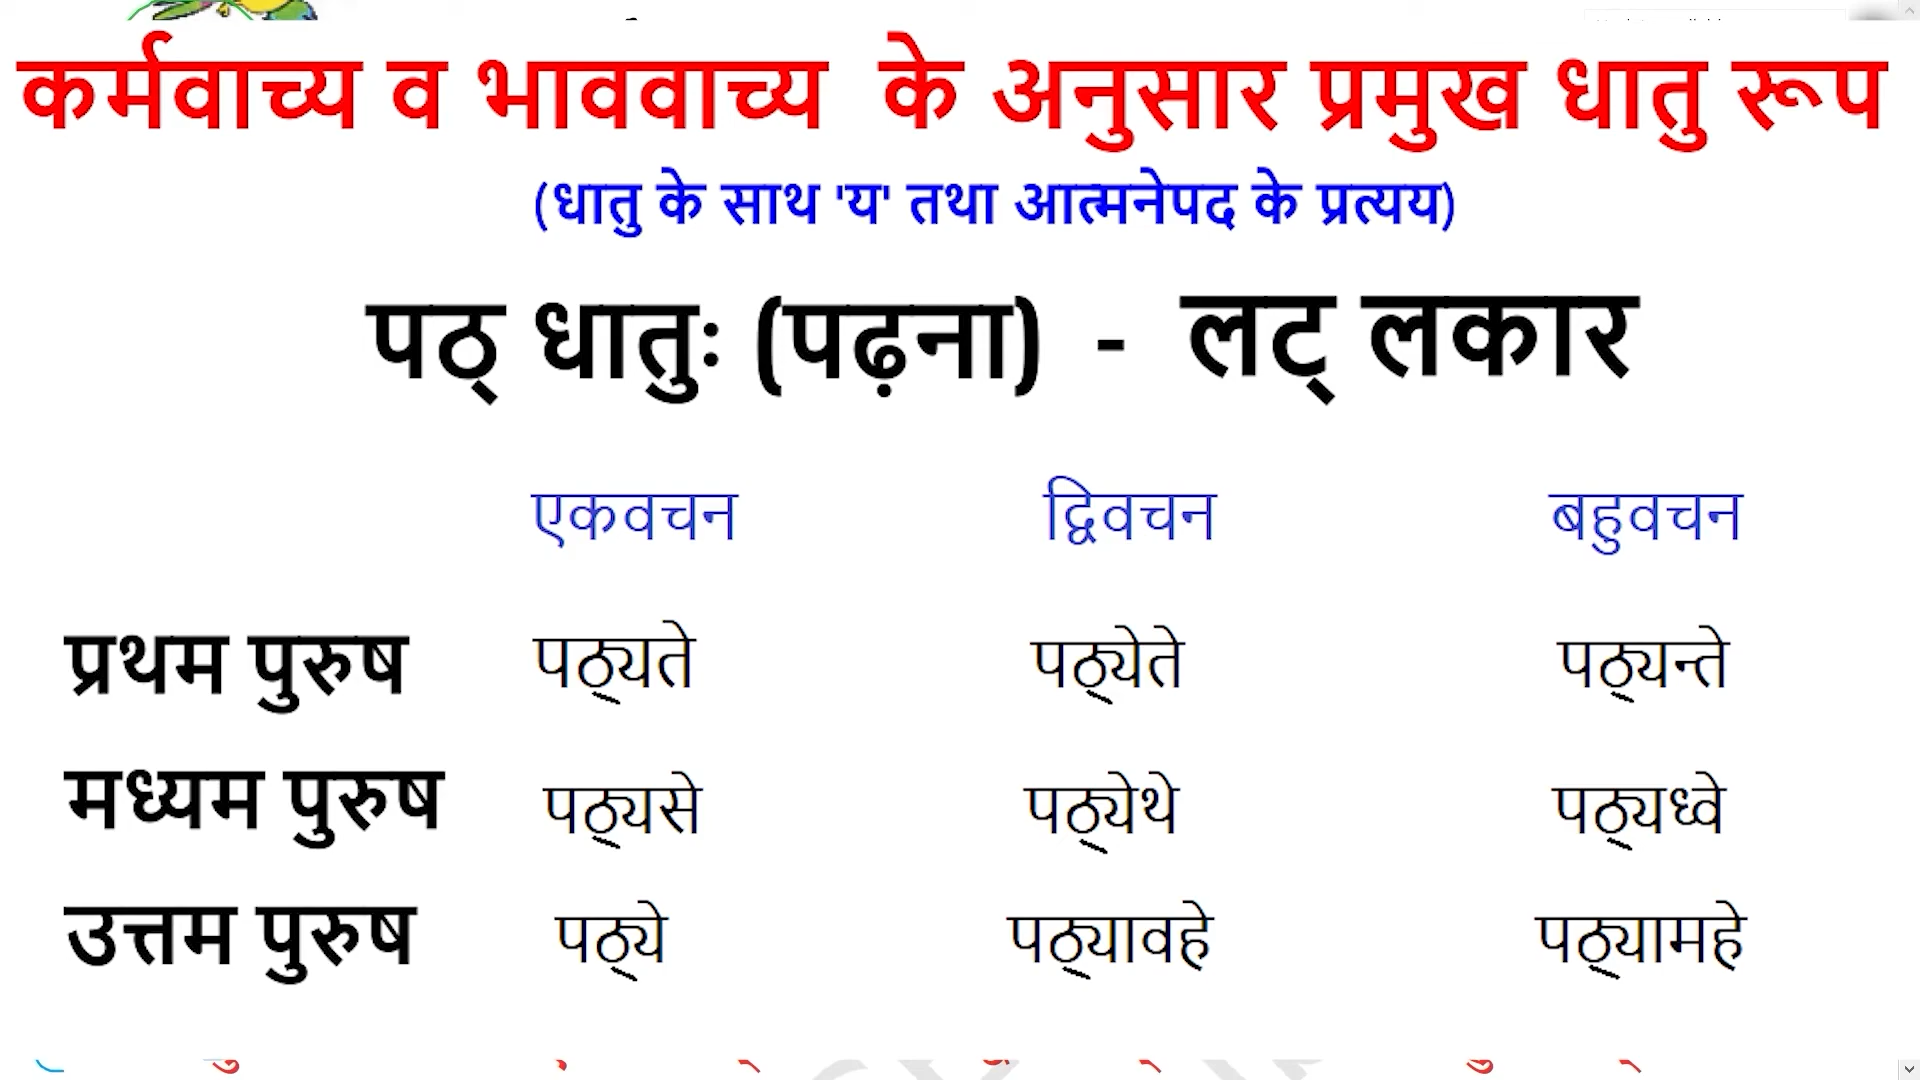 कर्मवाच्य व भाववाच्य के अनुसार प्रमुख धातु रूप
(धातु के साथ 'य' तथा आत्मनेपद के प्रत्यय)
पठ् धातुः (पढ़ना) - लट् लकार
एकवचन द्विवचन बहुवचन
प्रथम पुरुष पठ्यते पठ्येते पठ्यन्ते
मध्यम पुरुष पठ्यसे पठ्येथे पठ्यध्वे
उत्तम पुरुष पठ्ये पठ्यावहे पठ्यामहे